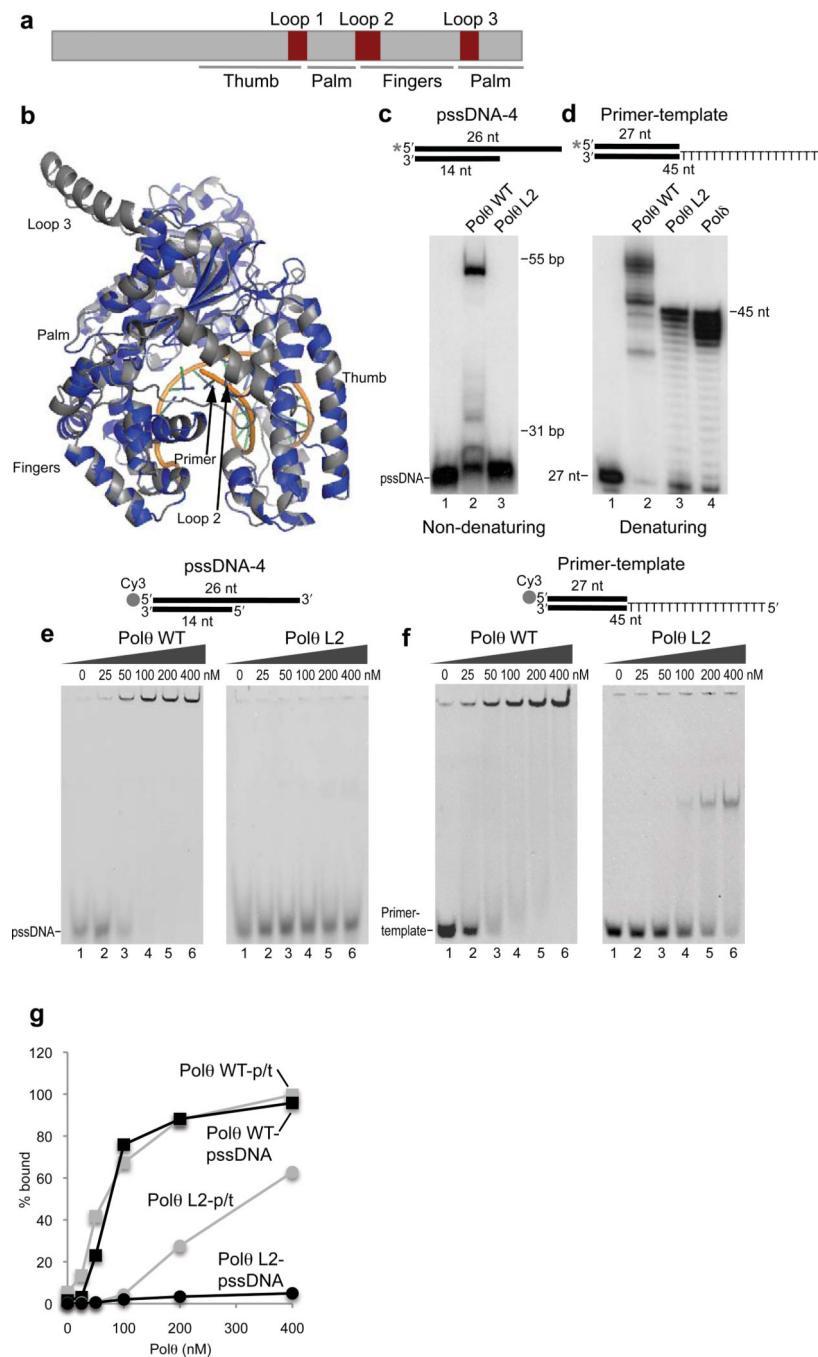 a
Loop 1 Loop 2 Loop 3
Thumb Palm Fingers Palm
b
Loop 3
Palm
Thumb
Primer
Fingers
Loop 2
c
pssDNA-4
26 nt
*5′
3′
14 nt
Polθ WT
Polθ L2
55 bp
31 bp
pssDNA
1 2 3
Non-denaturing
d
Primer-template
27 nt
*5′
3′
45 nt
Polθ WT
Polθ L2
Polδ
45 nt
27 nt
1 2 3 4
Denaturing
pssDNA-4
Cy3
26 nt
5′ 3′
3′ 5′
14 nt
e
Polθ WT Polθ L2
0 25 50 100 200 400 nM 0 25 50 100 200 400 nM
pssDNA
1 2 3 4 5 6 1 2 3 4 5 6
Primer-template
Cy3
27 nt
5′
3′ 5′
45 nt
f
Polθ WT Polθ L2
0 25 50 100 200 400 nM 0 25 50 100 200 400 nM
Primer-
template
1 2 3 4 5 6 1 2 3 4 5 6
g
% bound
120
100
80
60
40
20
0
Polθ WT-p/t
Polθ WT-
pssDNA
Polθ L2-p/t
Polθ L2-
pssDNA
0 100 200 300 400
Polθ (nM)